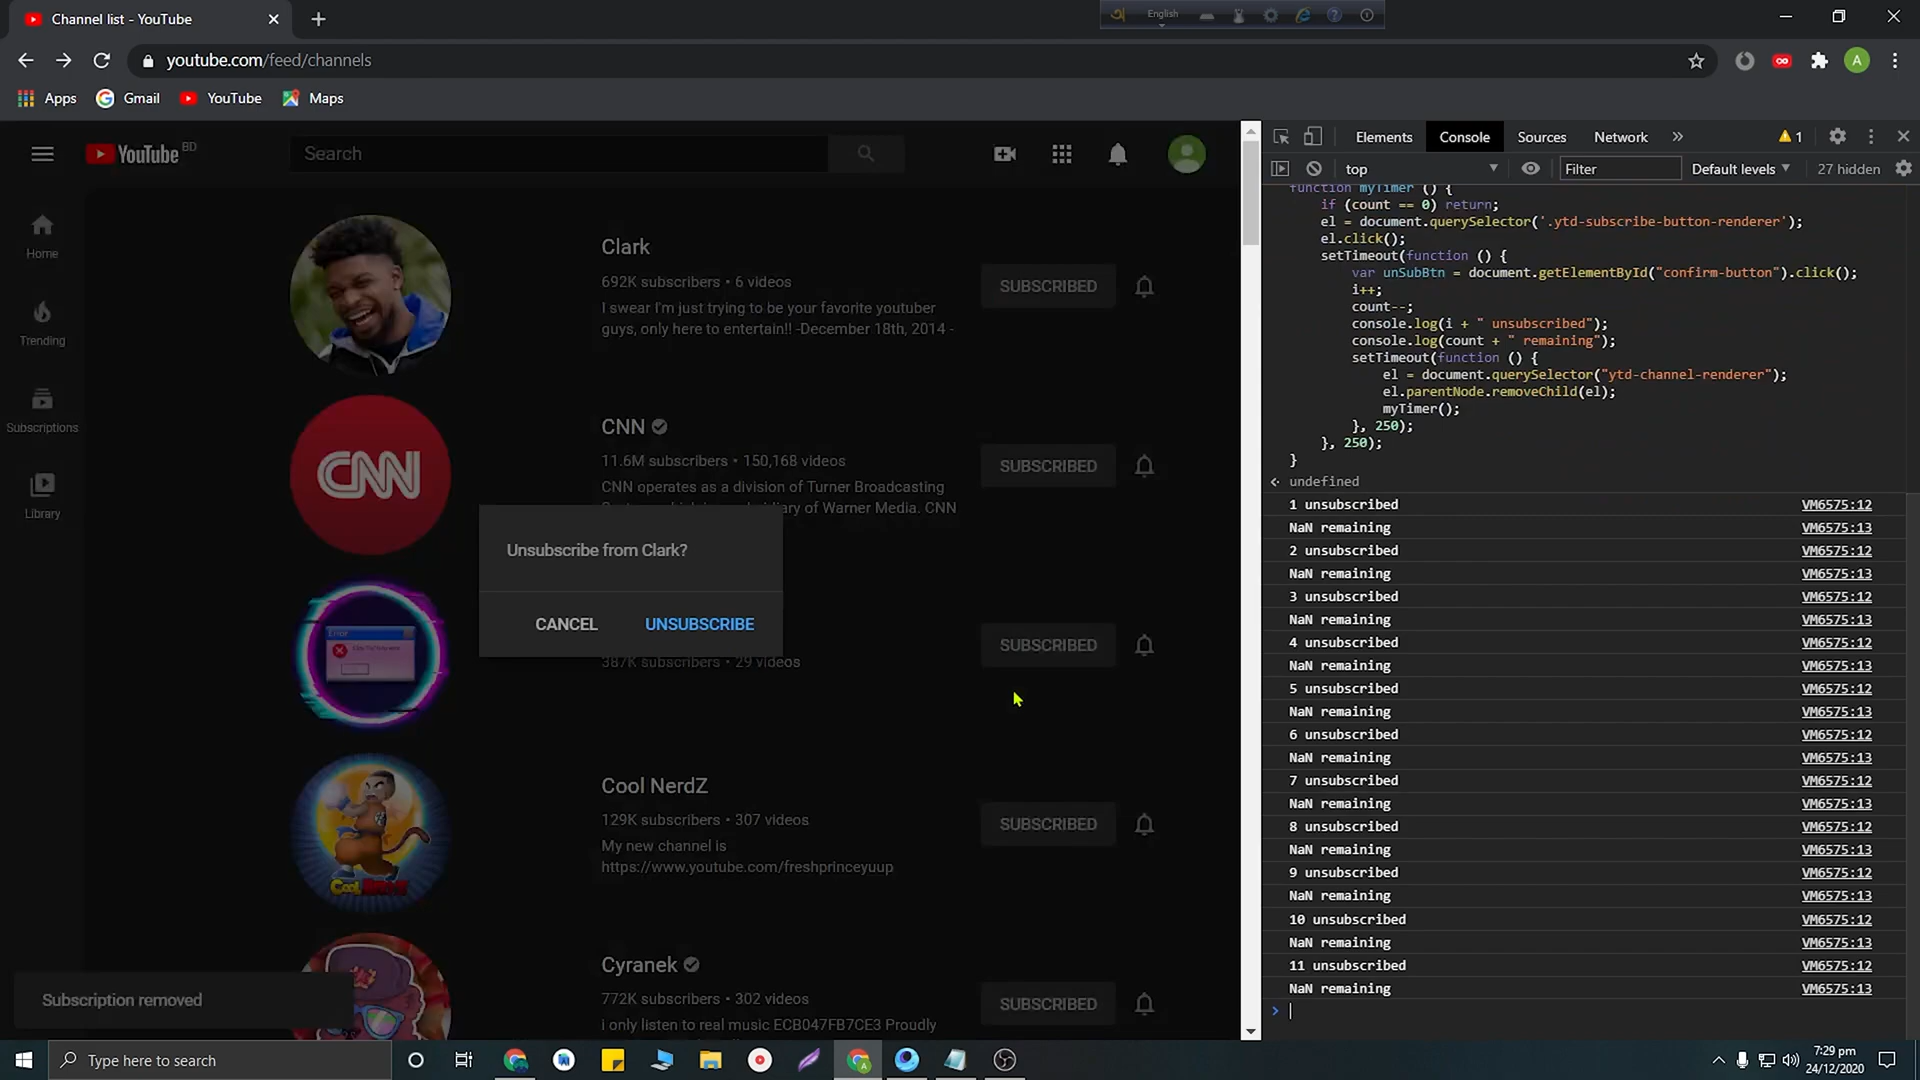 Channel list - YouTube
English
youtube.com/feed/channels
A
Apps
Gmail
YouTube
Maps
YouTube BD
Search
Home
Trending
Subscriptions
Library
Clark
692K subscribers • 6 videos
I swear I'm just trying to be your favorite youtuber
guys, only here to entertain!! -December 18th, 2014 -
SUBSCRIBED
CNN
CNN
11.6M subscribers • 150,168 videos
CNN operates as a division of Turner Broadcasting
of Warner Media. CNN
SUBSCRIBED
Unsubscribe from Clark?
CANCEL
UNSUBSCRIBE
Error
387K subscribers • 29 videos
SUBSCRIBED
Cool NerdZ
129K subscribers • 307 videos
My new channel is
https://www.youtube.com/freshprinceyuup
SUBSCRIBED
Cyranek
772K subscribers • 302 videos
i only listen to real music ECB047FB7CE3 Proudly
SUBSCRIBED
Subscription removed
Elements
Console
Sources
Network
1
top
Filter
Default levels
27 hidden
function myTimer () {
if (count == 0) return;
el = document.querySelector('.ytd-subscribe-button-renderer');
el.click();
setTimeout(function () {
var unSubBtn = document.getElementById("confirm-button").click();
i++;
count--;
console.log(i + " unsubscribed");
console.log(count + " remaining");
setTimeout(function () {
el = document.querySelector("ytd-channel-renderer");
el.parentNode.removeChild(el);
myTimer();
}, 250);
}, 250);
}
undefined
1 unsubscribed VM6575:12
NaN remaining VM6575:13
2 unsubscribed VM6575:12
NaN remaining VM6575:13
3 unsubscribed VM6575:12
NaN remaining VM6575:13
4 unsubscribed VM6575:12
NaN remaining VM6575:13
5 unsubscribed VM6575:12
NaN remaining VM6575:13
6 unsubscribed VM6575:12
NaN remaining VM6575:13
7 unsubscribed VM6575:12
NaN remaining VM6575:13
8 unsubscribed VM6575:12
NaN remaining VM6575:13
9 unsubscribed VM6575:12
NaN remaining VM6575:13
10 unsubscribed VM6575:12
NaN remaining VM6575:13
11 unsubscribed VM6575:12
NaN remaining VM6575:13
Type here to search
7:29 pm
24/12/2020